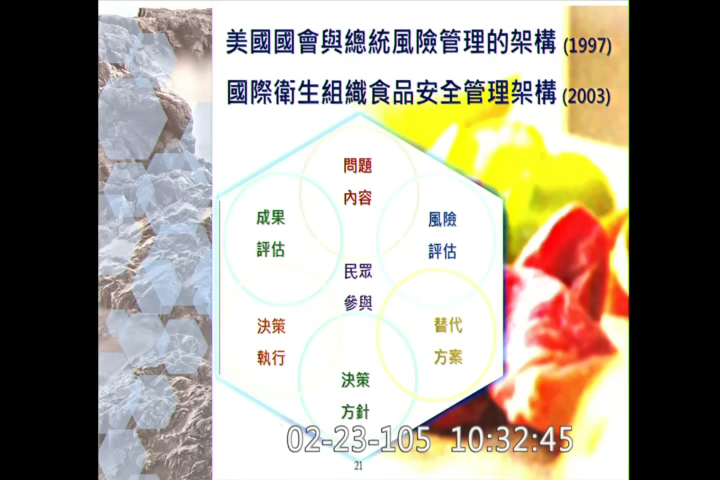 美國國會與總統風險管理的架構 (1997)
國際衛生組織食品安全管理架構 (2003)
問題
內容
成果
評估
風險
評估
民眾
參與
決策
執行
替代
方案
決策
方針
02-23-105 10:32:45
21